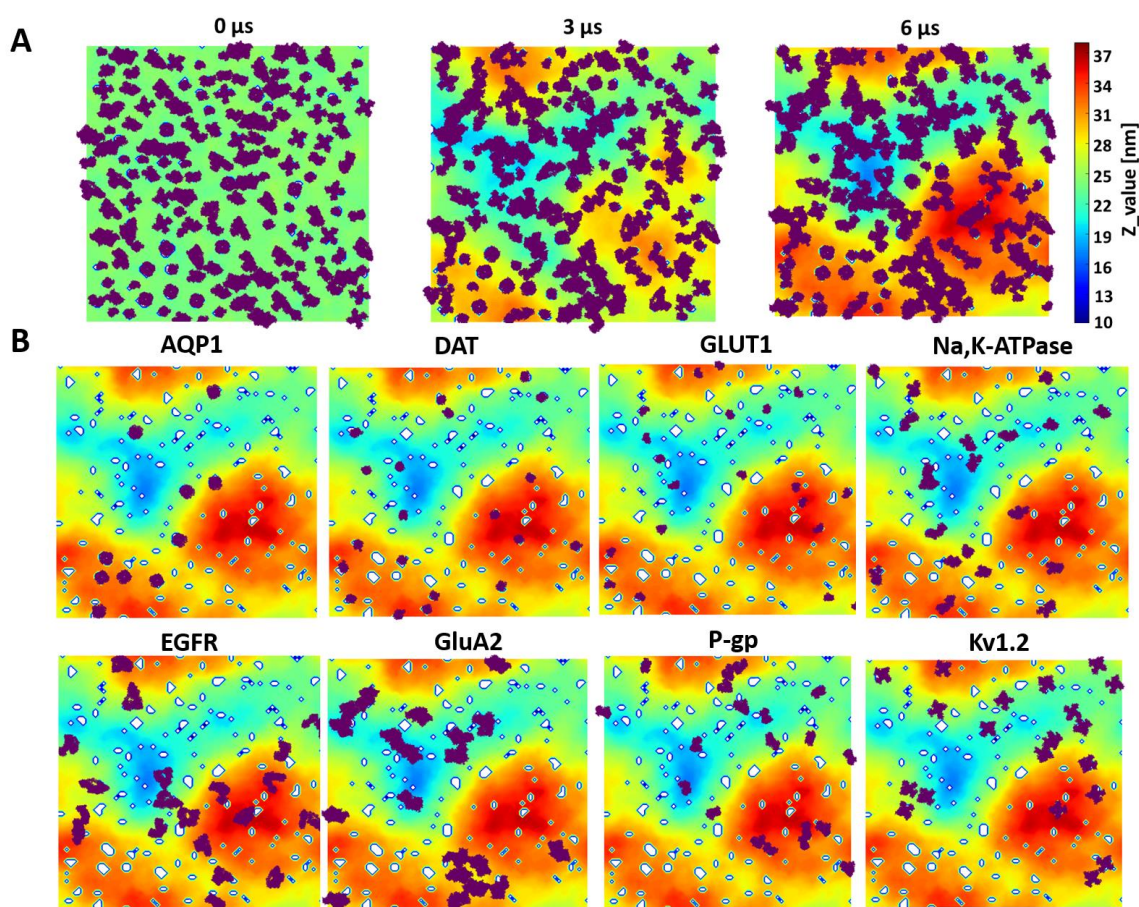 A
0 µs
3 µs
6 µs
37
34
31
28
25
22
19
16
13
10
Z_value [nm]
B
AQP1
DAT
GLUT1
Na,K-ATPase
EGFR
GluA2
P-gp
Kv1.2